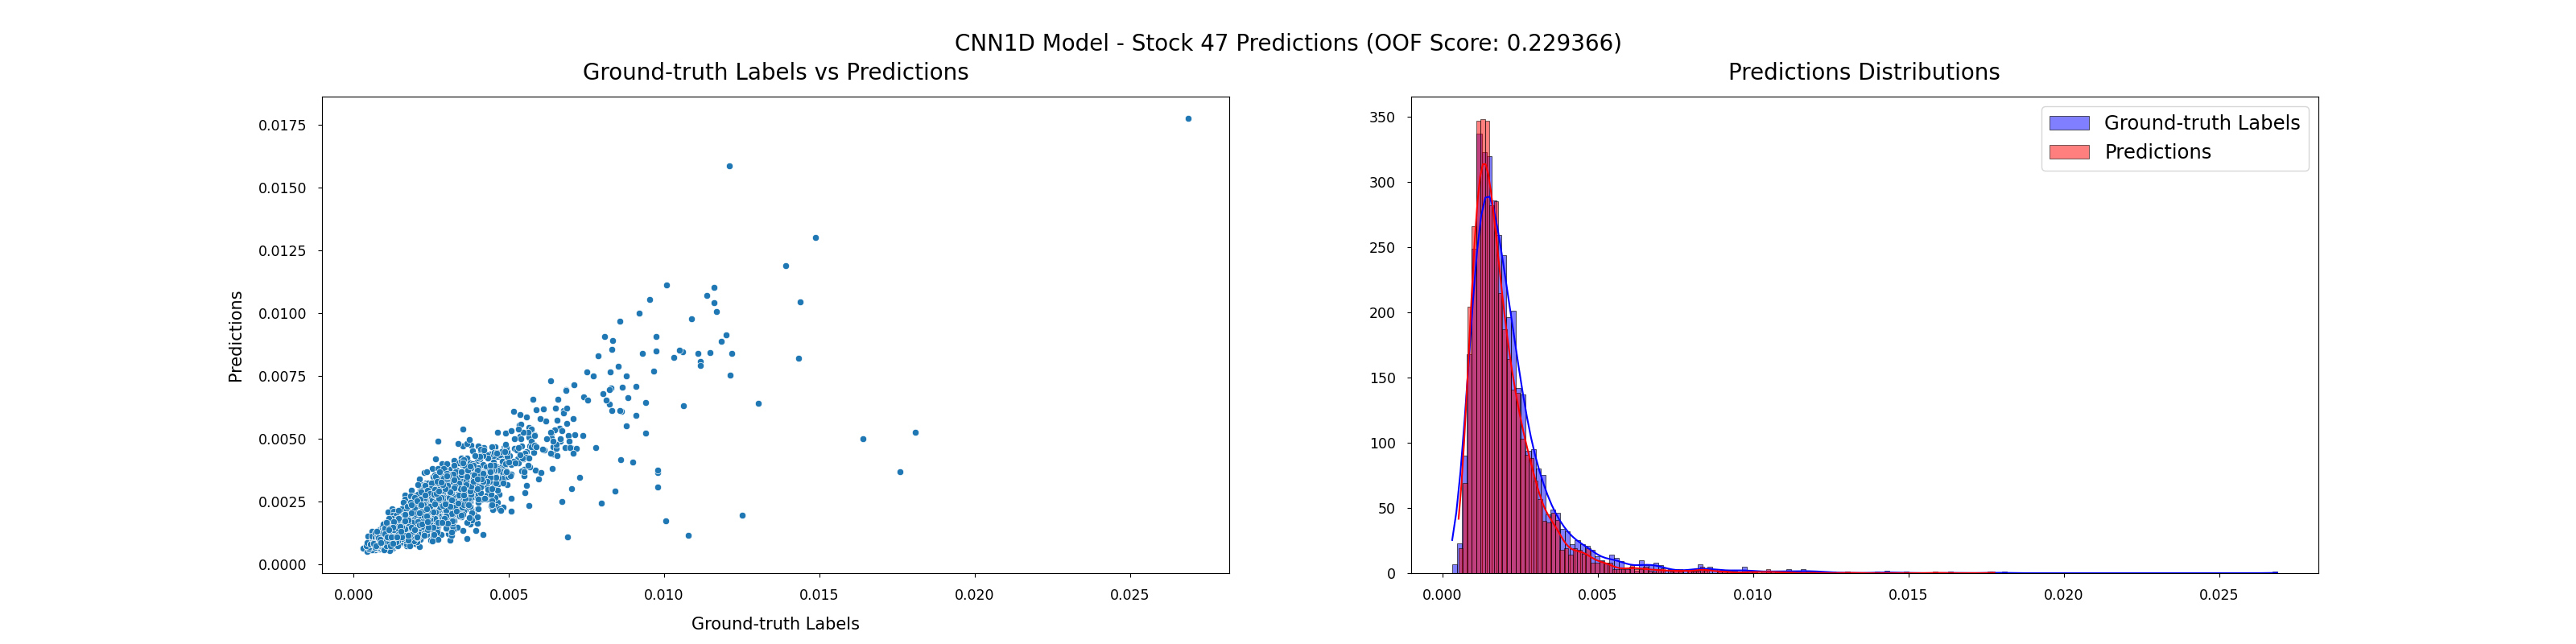 CNN1D Model - Stock 47 Predictions (OOF Score: 0.229366)
Ground-truth Labels vs Predictions
0.0175
0.0150
0.0125
0.0100
0.0075
0.0050
0.0025
0.0000
Predictions
0.000 0.005 0.010 0.015 0.020 0.025
Ground-truth Labels
Predictions Distributions
Ground-truth Labels
Predictions
350
300
250
200
150
100
50
0
0.000 0.005 0.010 0.015 0.020 0.025